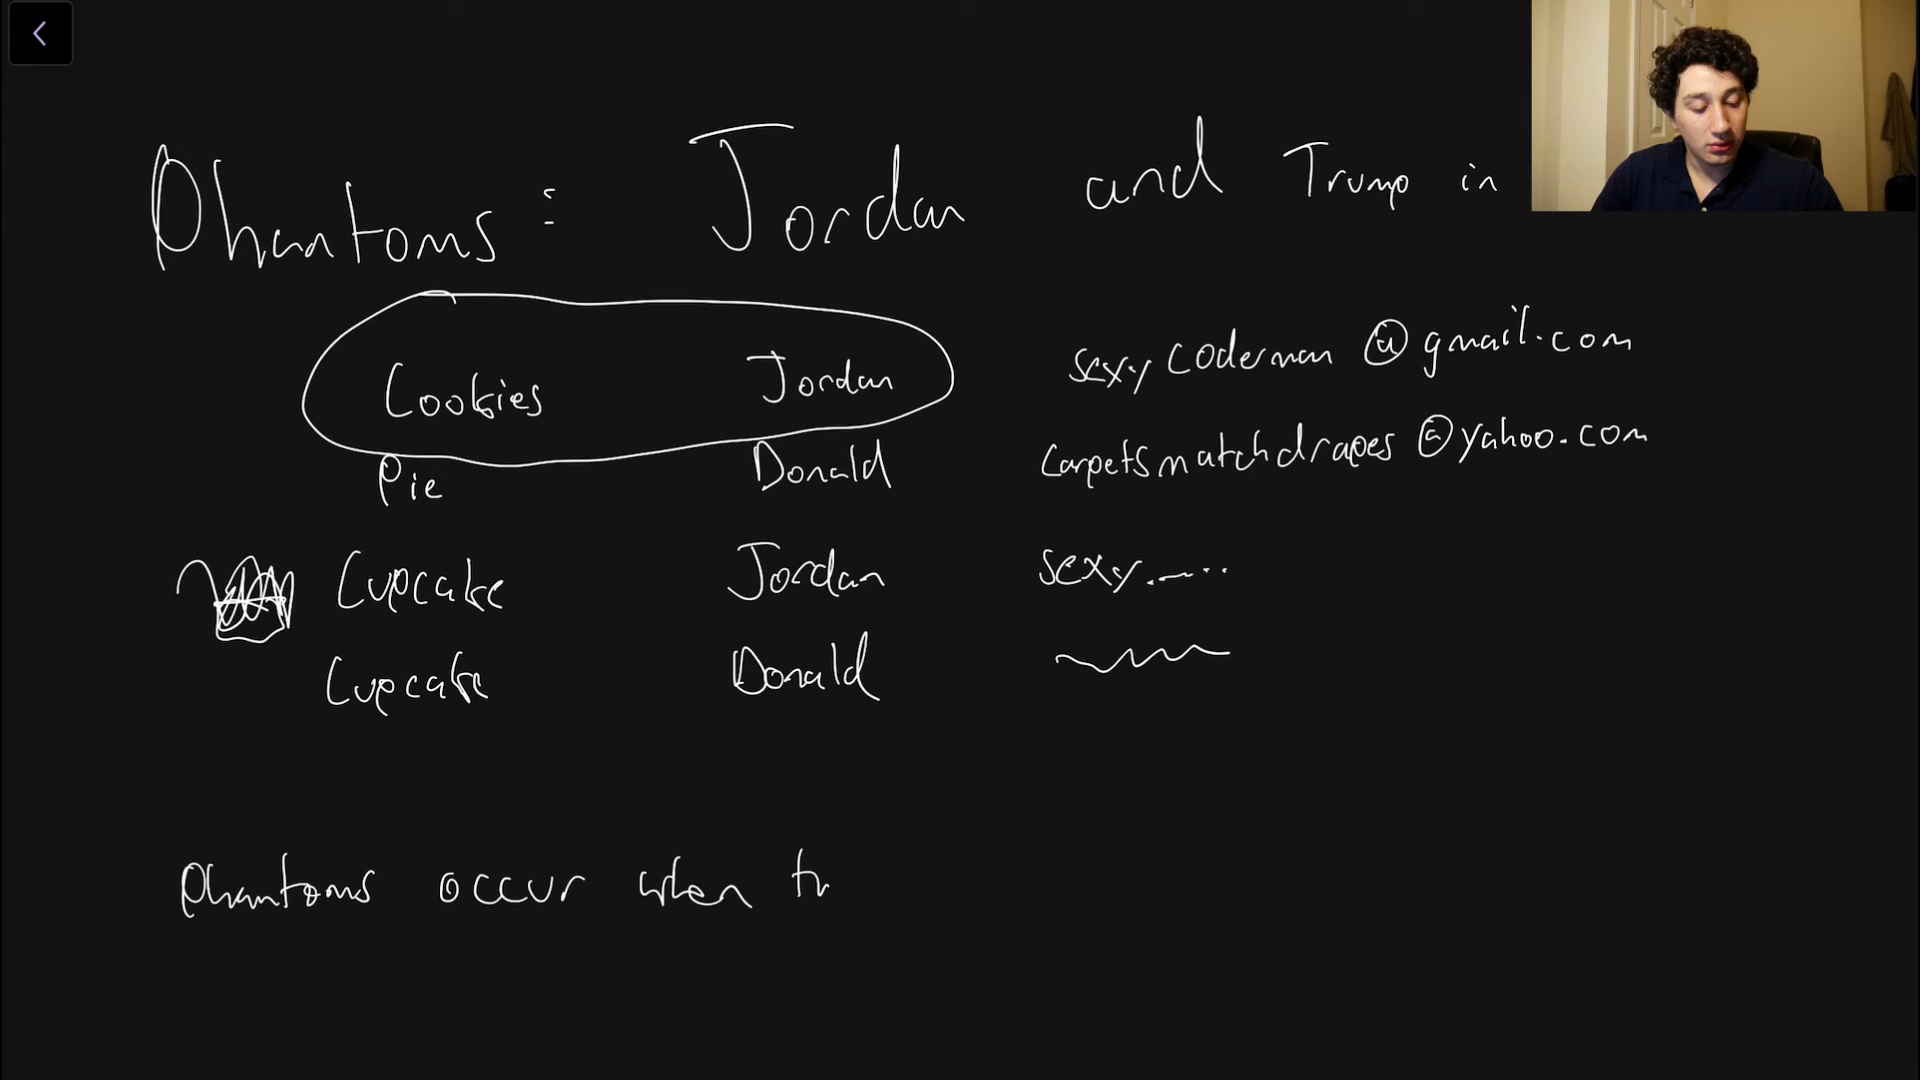 Phantoms: Jordan and Trump in
Cookies Jordan sexycoderman@gmail.com
Pie Donald carpetsmatchdrapes@yahoo.com
Cupcake Jordan sexy.....
Cupcake Donald
Phantoms occur when tr